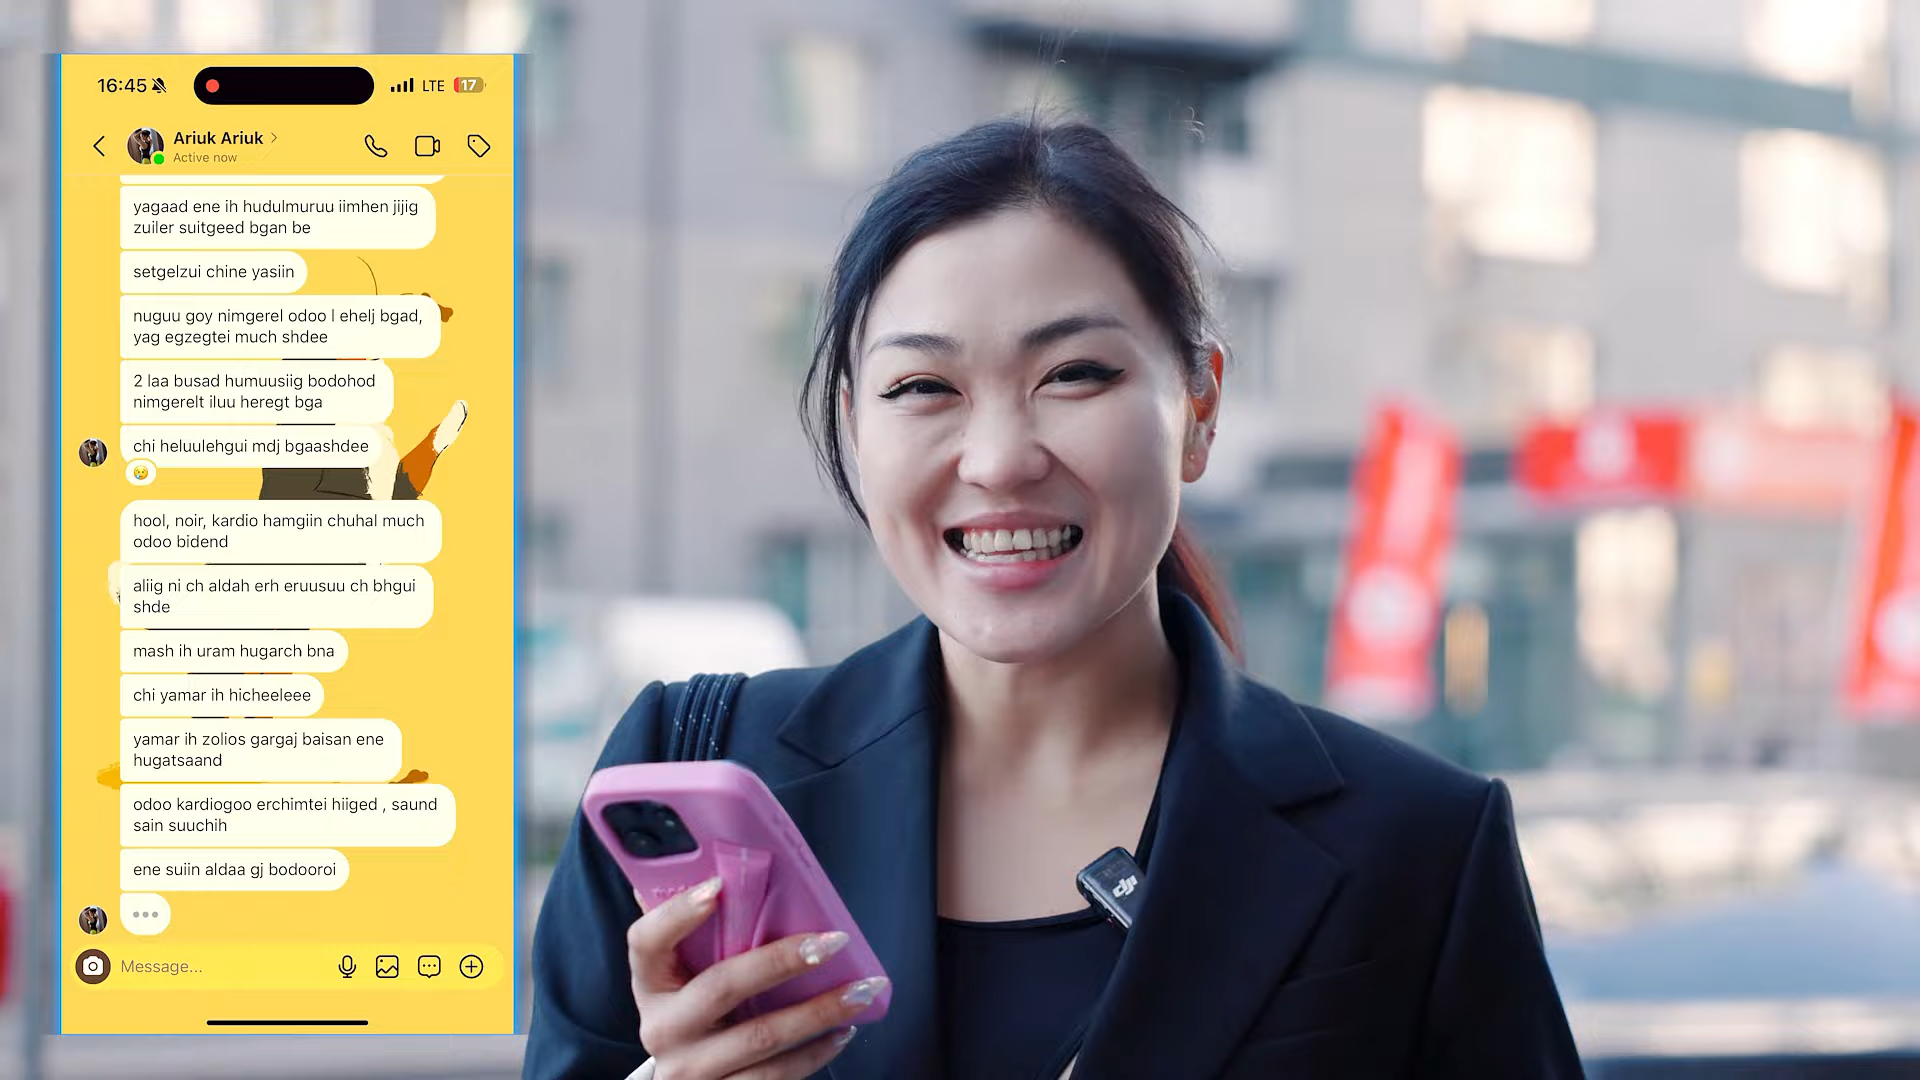 16:45
LTE
17
Ariuk Ariuk
Active now
yagaad ene ih hudulmuruu iimhen jijig
zuiler suitgeed bgan be
setgelzui chine yasiin
nuguu goy nimgerel odoo l ehelj bgad,
yag egzegtei much shdee
2 laa busad humuusiig bodohod
nimgerelt iluu heregt bga
chi heluulehgui mdj bgaashdee
hool, noir, kardio hamgiin chuhal much
odoo bidend
aliig ni ch aldah erh eruusuu ch bhgui
shde
mash ih uram hugarch bna
chi yamar ih hicheeleee
yamar ih zolios gargaj baisan ene
hugatsaand
odoo kardiogoo erchimtei hiiged , saund
sain suuchih
ene suiin aldaa gj bodooroi
Message...
dji